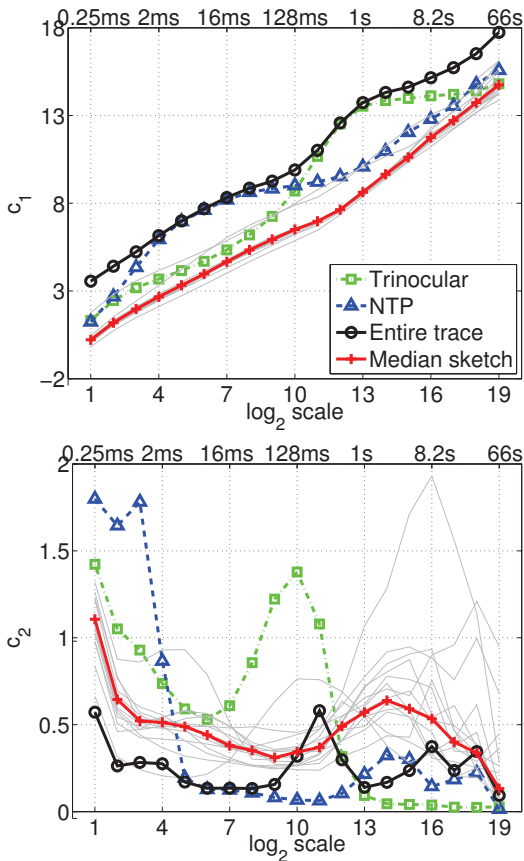 0.25ms 2ms 16ms 128ms 1s 8.2s 66s
18
13
8
3
−2
c1
Trinocular
NTP
Entire trace
Median sketch
1 4 7 10 13 16 19
log2 scale
0.25ms 2ms 16ms 128ms 1s 8.2s 66s
2
1.5
1
0.5
0
c2
1 4 7 10 13 16 19
log2 scale